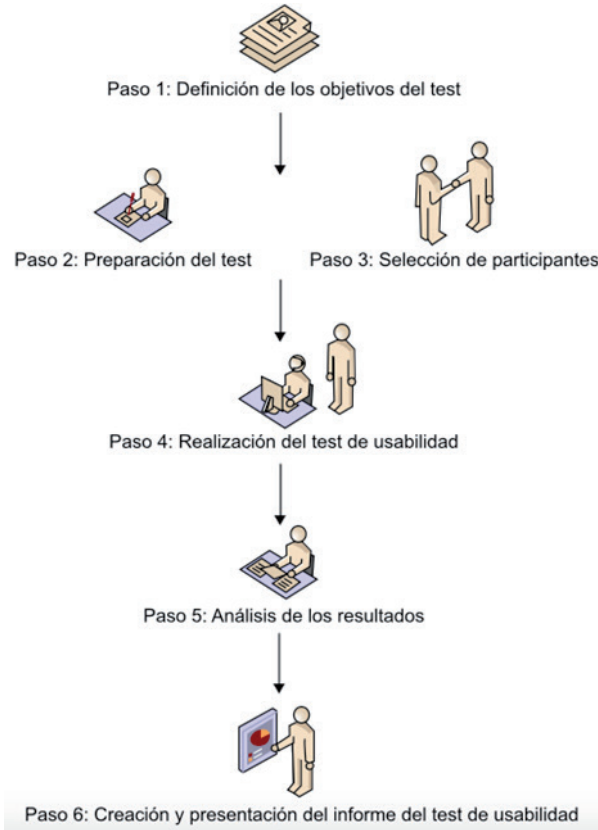 Paso 1: Definición de los objetivos del test
Paso 2: Preparación del test
Paso 3: Selección de participantes
Paso 4: Realización del test de usabilidad
Paso 5: Análisis de los resultados
Paso 6: Creación y presentación del informe del test de usabilidad